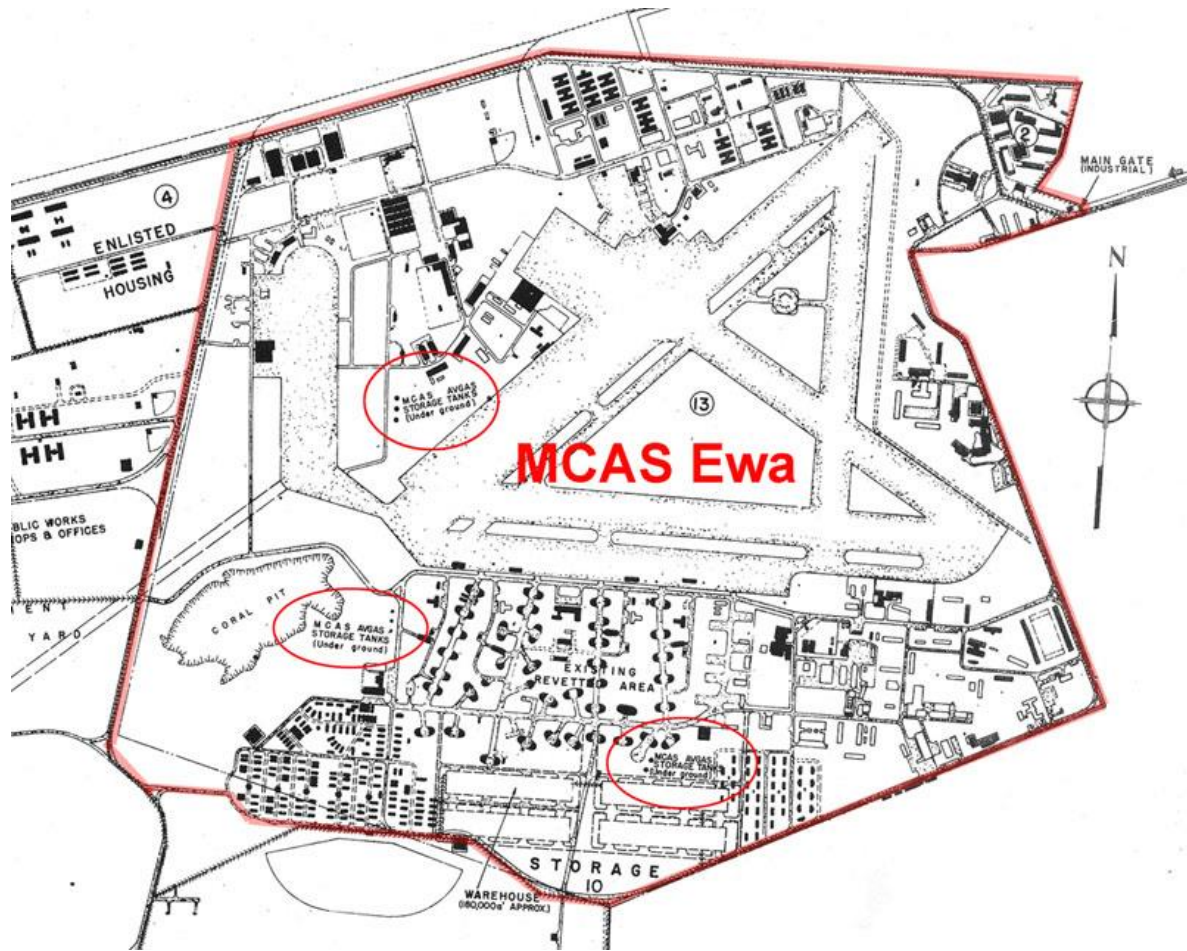 2
MAIN GATE
(INDUSTRIAL)
4
ENLISTED
HOUSING
N
MCAS AVGAS
STORAGE TANKS
(Under ground)
13
MCAS Ewa
BLIC WORKS
OPS & OFFICES
ENT
YARD
CORAL PIT
MCAS AVGAS
STORAGE TANKS
(Under ground)
EXISTING
REVETTED AREA
MCAS AVGAS
STORAGE TANKS
(Under ground)
STORAGE
10
WAREHOUSE